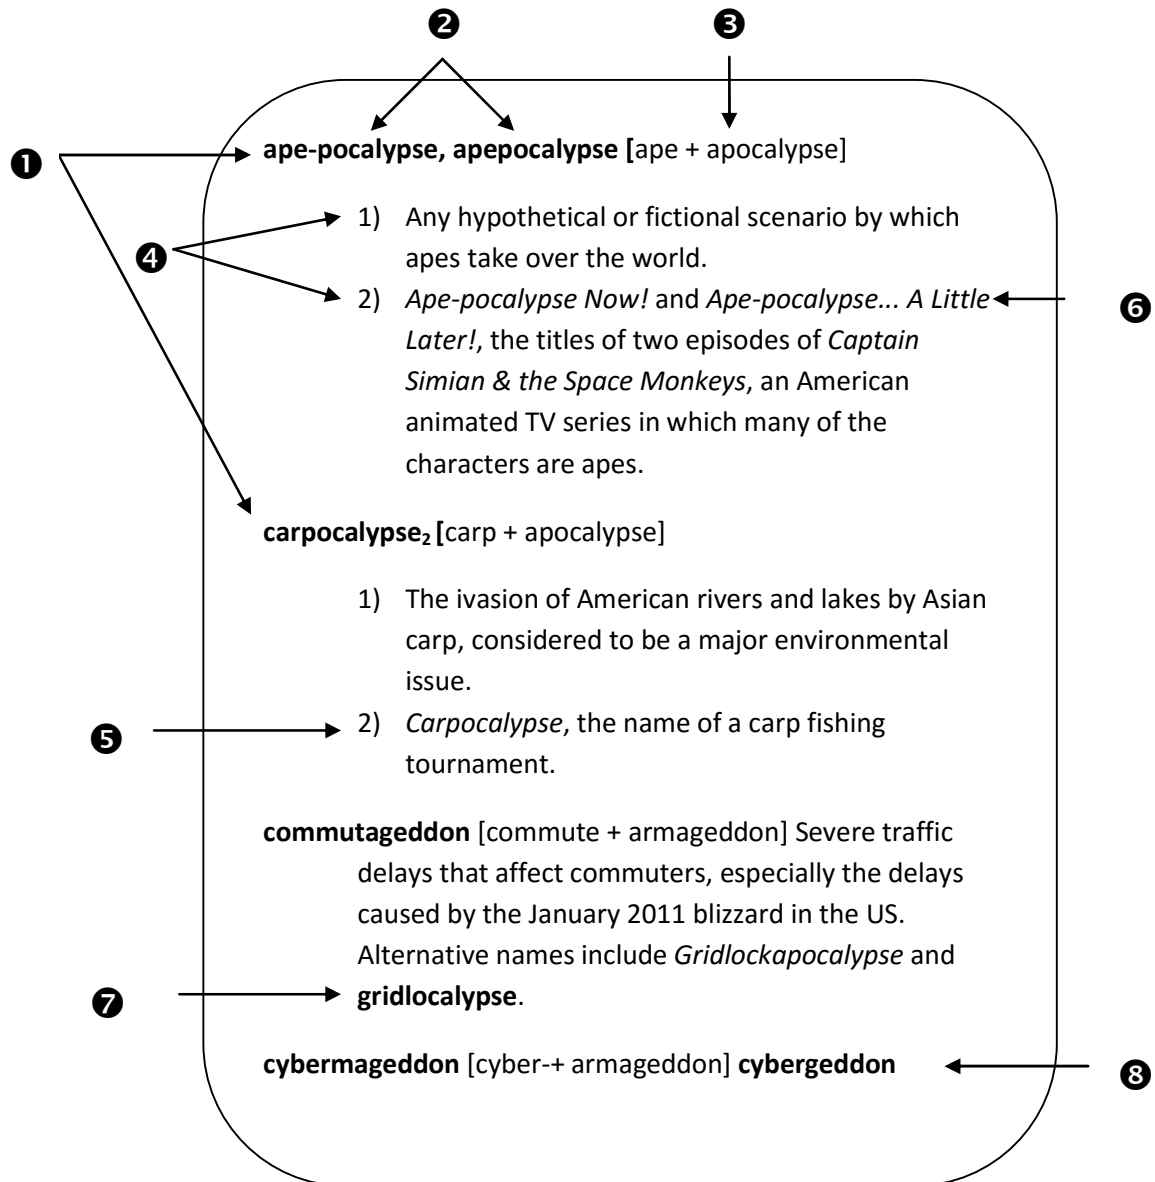 ❷ ❸
❶ ape-pocalypse, apepocalypse [ape + apocalypse]
1) Any hypothetical or fictional scenario by which
❹ apes take over the world.
2) Ape-pocalypse Now! and Ape-pocalypse... A Little ❻
Later!, the titles of two episodes of Captain
Simian & the Space Monkeys, an American
animated TV series in which many of the
characters are apes.
carpocalypse₂ [carp + apocalypse]
1) The ivasion of American rivers and lakes by Asian
carp, considered to be a major environmental
issue.
❺ 2) Carpocalypse, the name of a carp fishing
tournament.
commutageddon [commute + armageddon] Severe traffic
delays that affect commuters, especially the delays
caused by the January 2011 blizzard in the US.
Alternative names include Gridlockapocalypse and
❼ gridlocalypse.
cybermageddon [cyber-+ armageddon] cybergeddon ❽